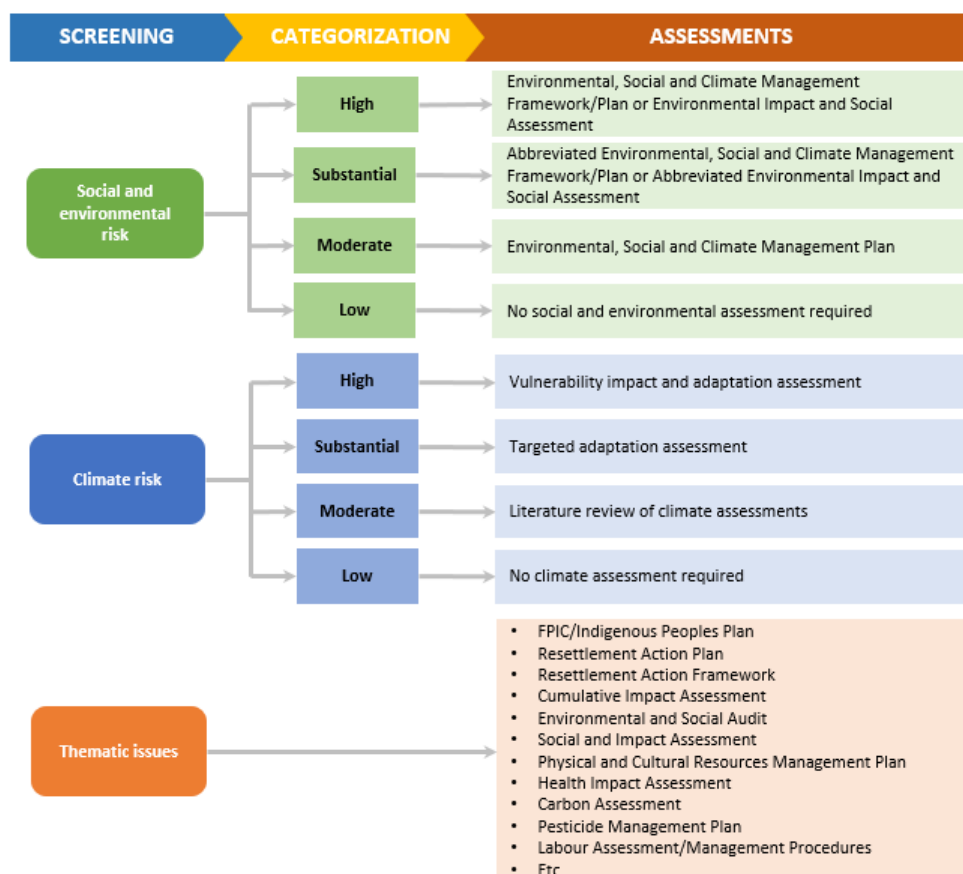 SCREENING
CATEGORIZATION
ASSESSMENTS
Social and
environmental
risk
High
Environmental, Social and Climate Management
Framework/Plan or Environmental Impact and Social
Assessment
Substantial
Abbreviated Environmental, Social and Climate Management
Framework/Plan or Abbreviated Environmental Impact and
Social Assessment
Moderate
Environmental, Social and Climate Management Plan
Low
No social and environmental assessment required
Climate risk
High
Vulnerability impact and adaptation assessment
Substantial
Targeted adaptation assessment
Moderate
Literature review of climate assessments
Low
No climate assessment required
Thematic issues
• FPIC/Indigenous Peoples Plan
• Resettlement Action Plan
• Resettlement Action Framework
• Cumulative Impact Assessment
• Environmental and Social Audit
• Social and Impact Assessment
• Physical and Cultural Resources Management Plan
• Health Impact Assessment
• Carbon Assessment
• Pesticide Management Plan
• Labour Assessment/Management Procedures
• Etc